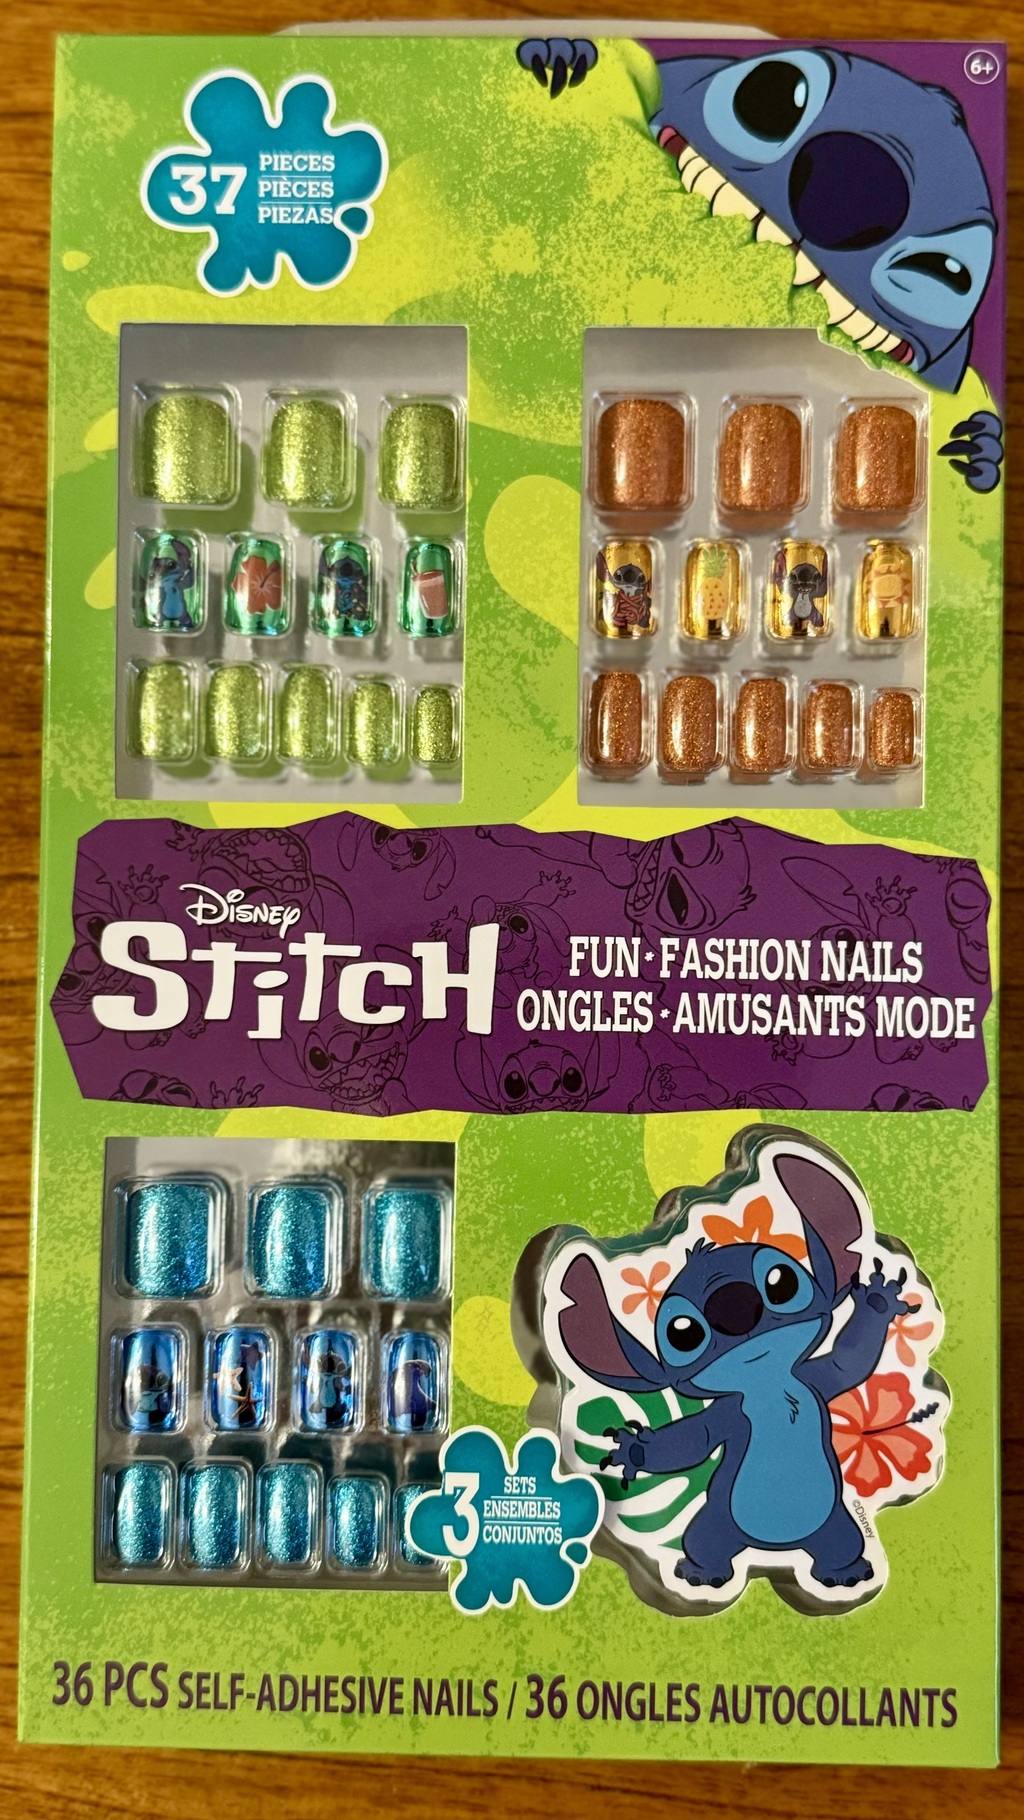 6+
37
PIECES
PIÈCES
PIEZAS
Disney
Stitch
FUN • FASHION NAILS
ONGLES • AMUSANTS MODE
©Disney
3
SETS
ENSEMBLES
CONJUNTOS
36 PCS SELF-ADHESIVE NAILS / 36 ONGLES AUTOCOLLANTS